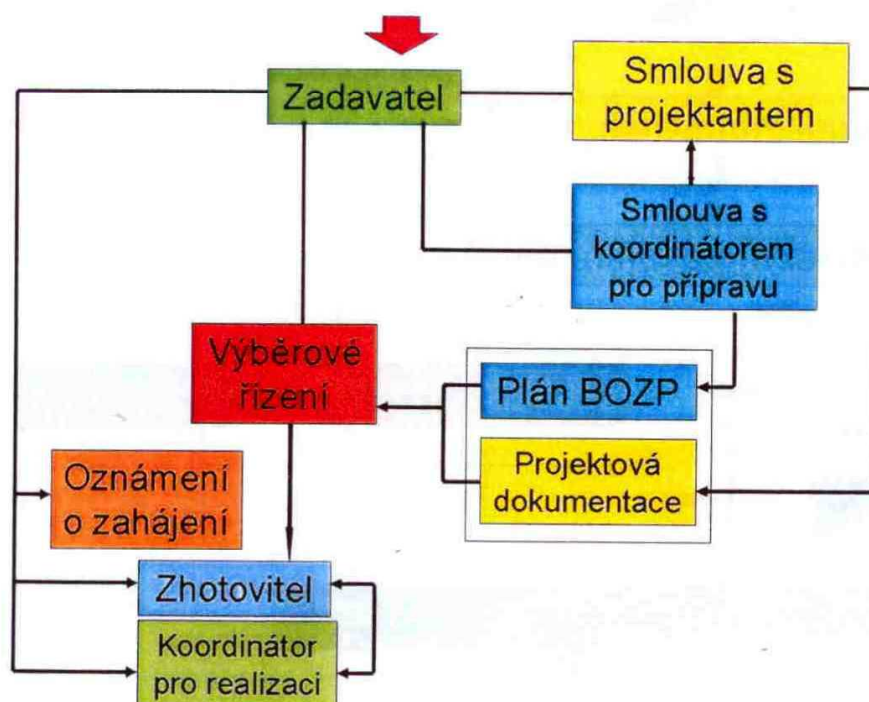 Zadavatel
Smlouva s
projektantem
Smlouva s
koordinátorem
pro přípravu
Výběrové
řízení
Plán BOZP
Projektová
dokumentace
Oznámení
o zahájení
Zhotovitel
Koordinátor
pro realizaci